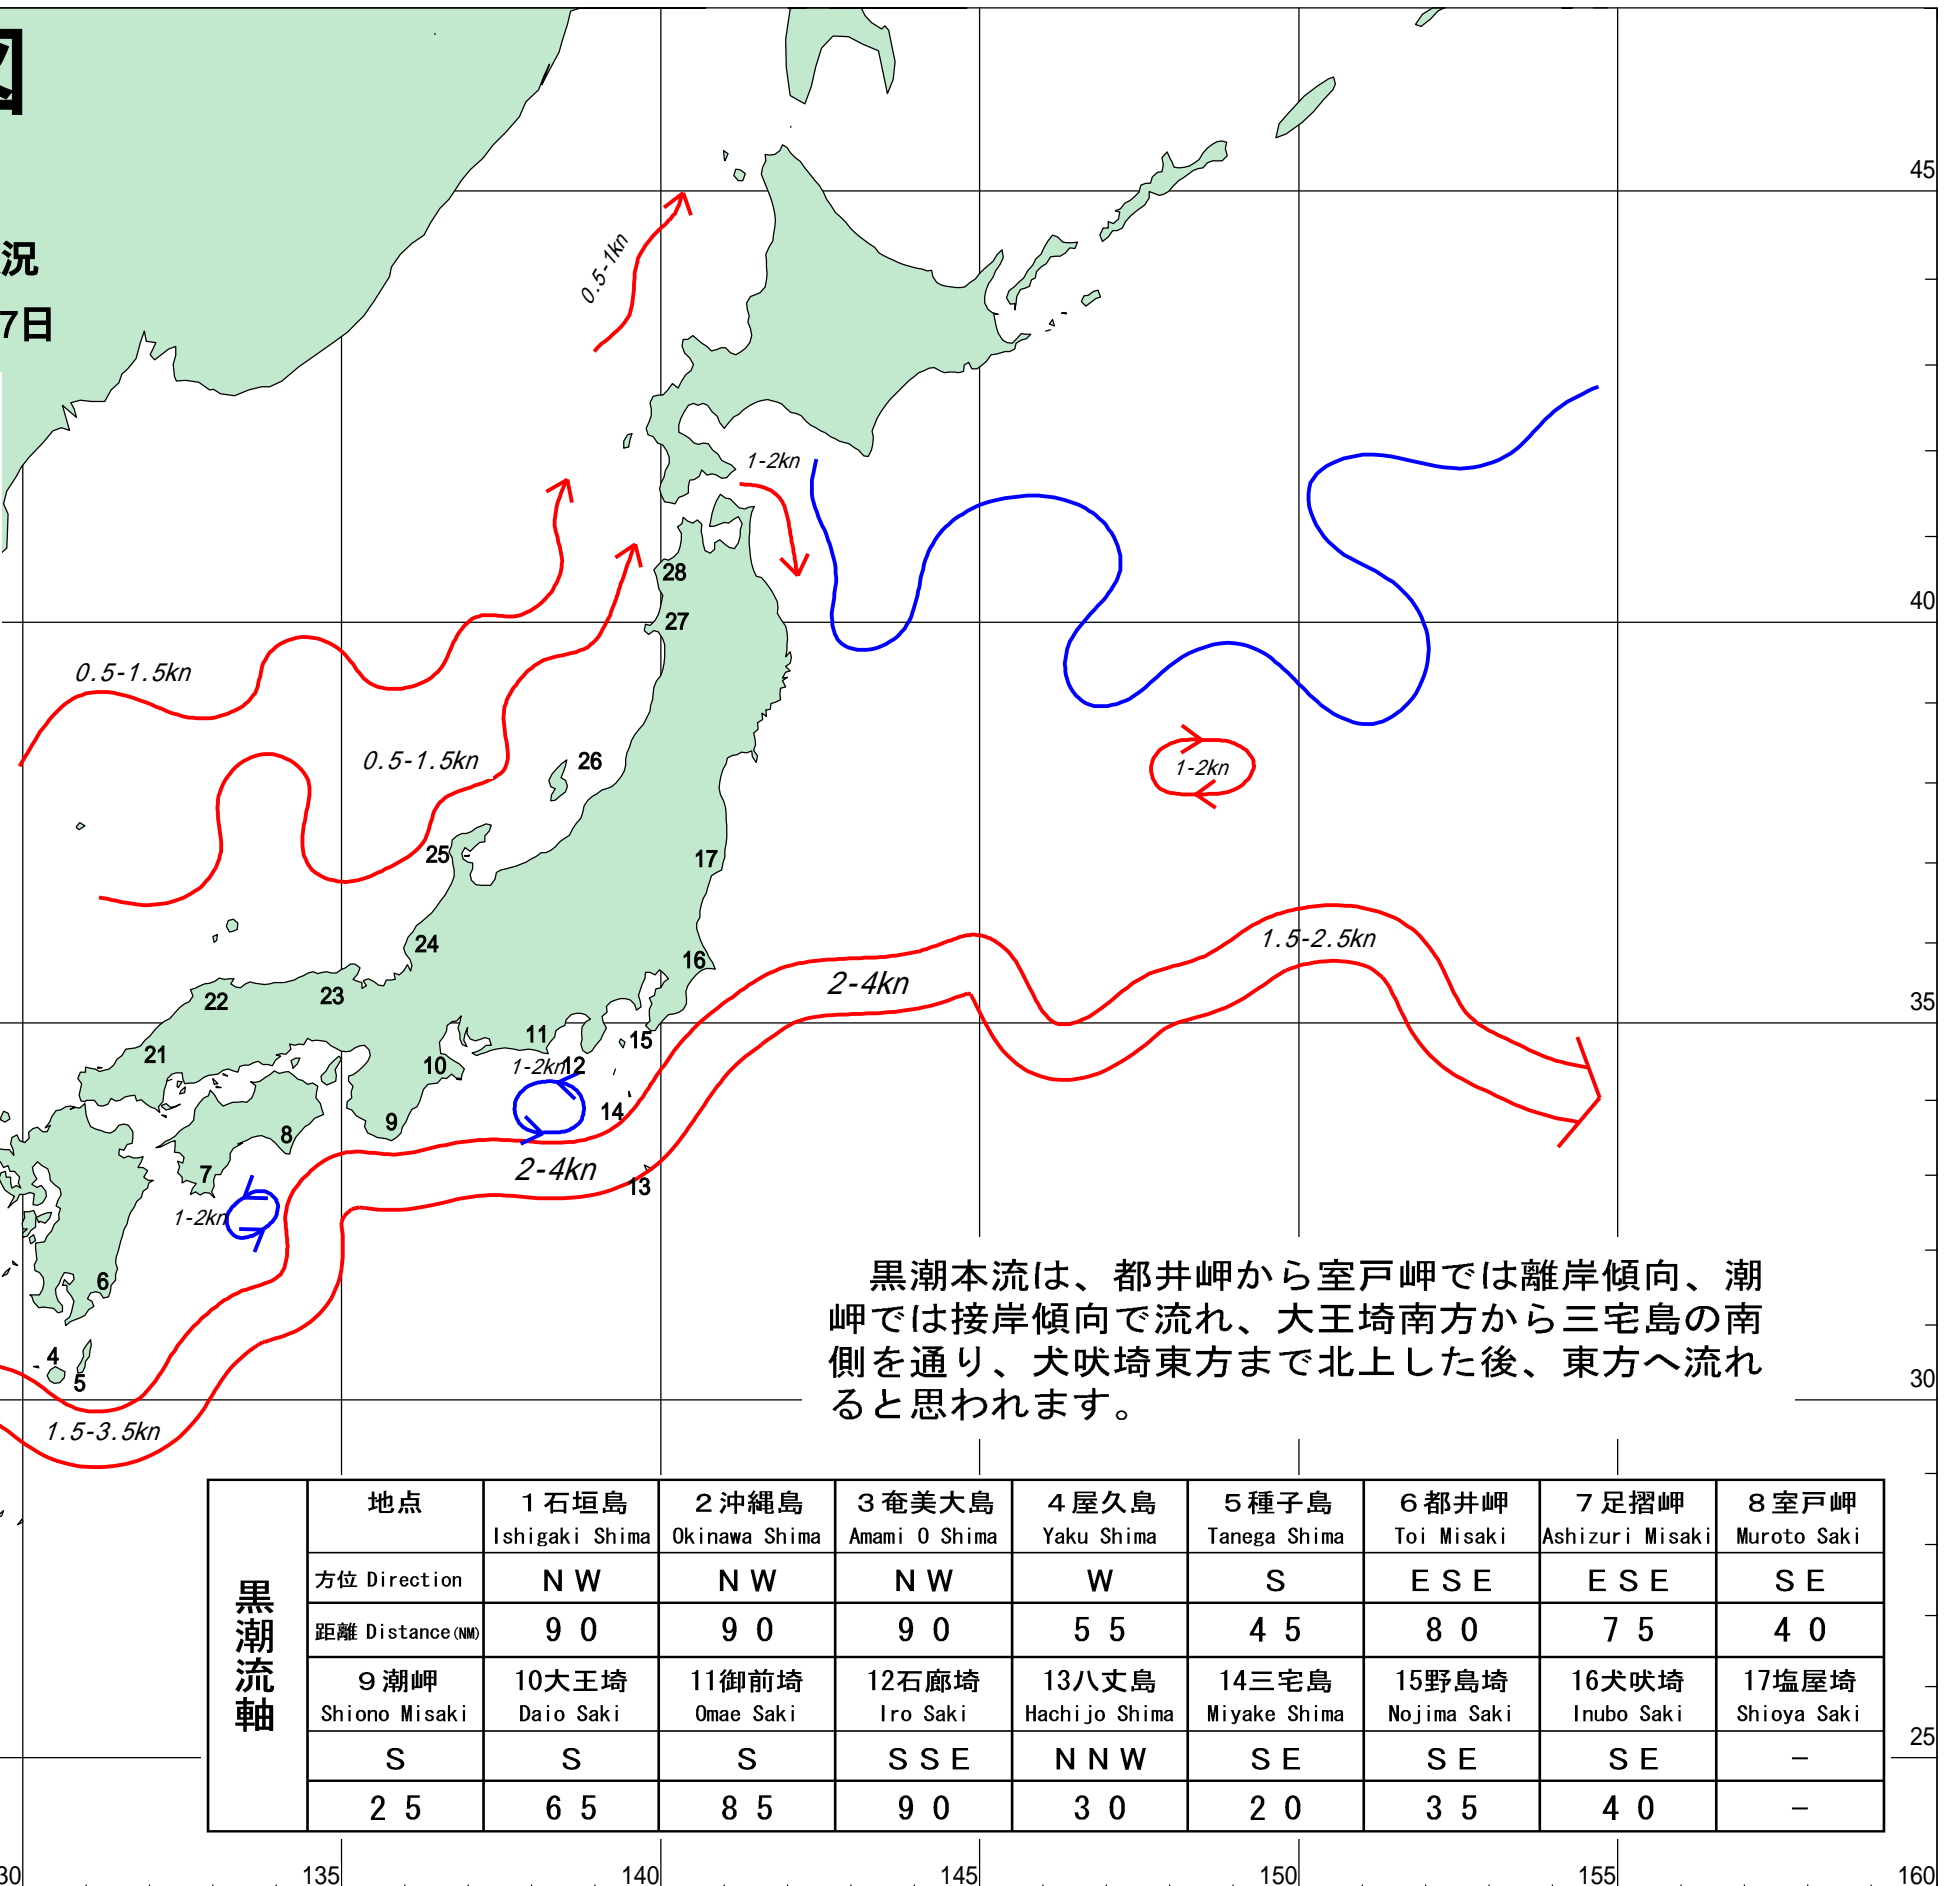 図
況
7日
45
0.5-1kn
1-2kn
28
40
27
0.5-1.5kn
0.5-1.5kn
26
1-2kn
25
17
24
1.5-2.5kn
16
2-4kn
23
22
35
11
15
21
10
1-2kn
12
14
9
8
2-4kn
7
13
1-2kn
6
黒潮本流は、都井岬から室戸岬では離岸傾向、潮
岬では接岸傾向で流れ、大王埼南方から三宅島の南
側を通り、犬吠埼東方まで北上した後、東方へ流れ
ると思われます。
4
5
30
1.5-3.5kn
黒潮流軸
地点 1石垣島 2沖縄島 3奄美大島 4屋久島 5種子島 6都井岬 7足摺岬 8室戸岬
Ishigaki Shima Okinawa Shima Amami O Shima Yaku Shima Tanega Shima Toi Misaki Ashizuri Misaki Muroto Saki
方位 Direction NW NW NW W S ESE ESE SE
距離 Distance(NM) 90 90 90 55 45 80 75 40
9潮岬 10大王埼 11御前埼 12石廊埼 13八丈島 14三宅島 15野島埼 16犬吠埼 17塩屋埼
Shiono Misaki Daio Saki Omae Saki Iro Saki Hachijo Shima Miyake Shima Nojima Saki Inubo Saki Shioya Saki
S S S SSE NNW SE SE SE －
25 65 85 90 30 20 35 40 －
25
30 135 140 145 150 155 160